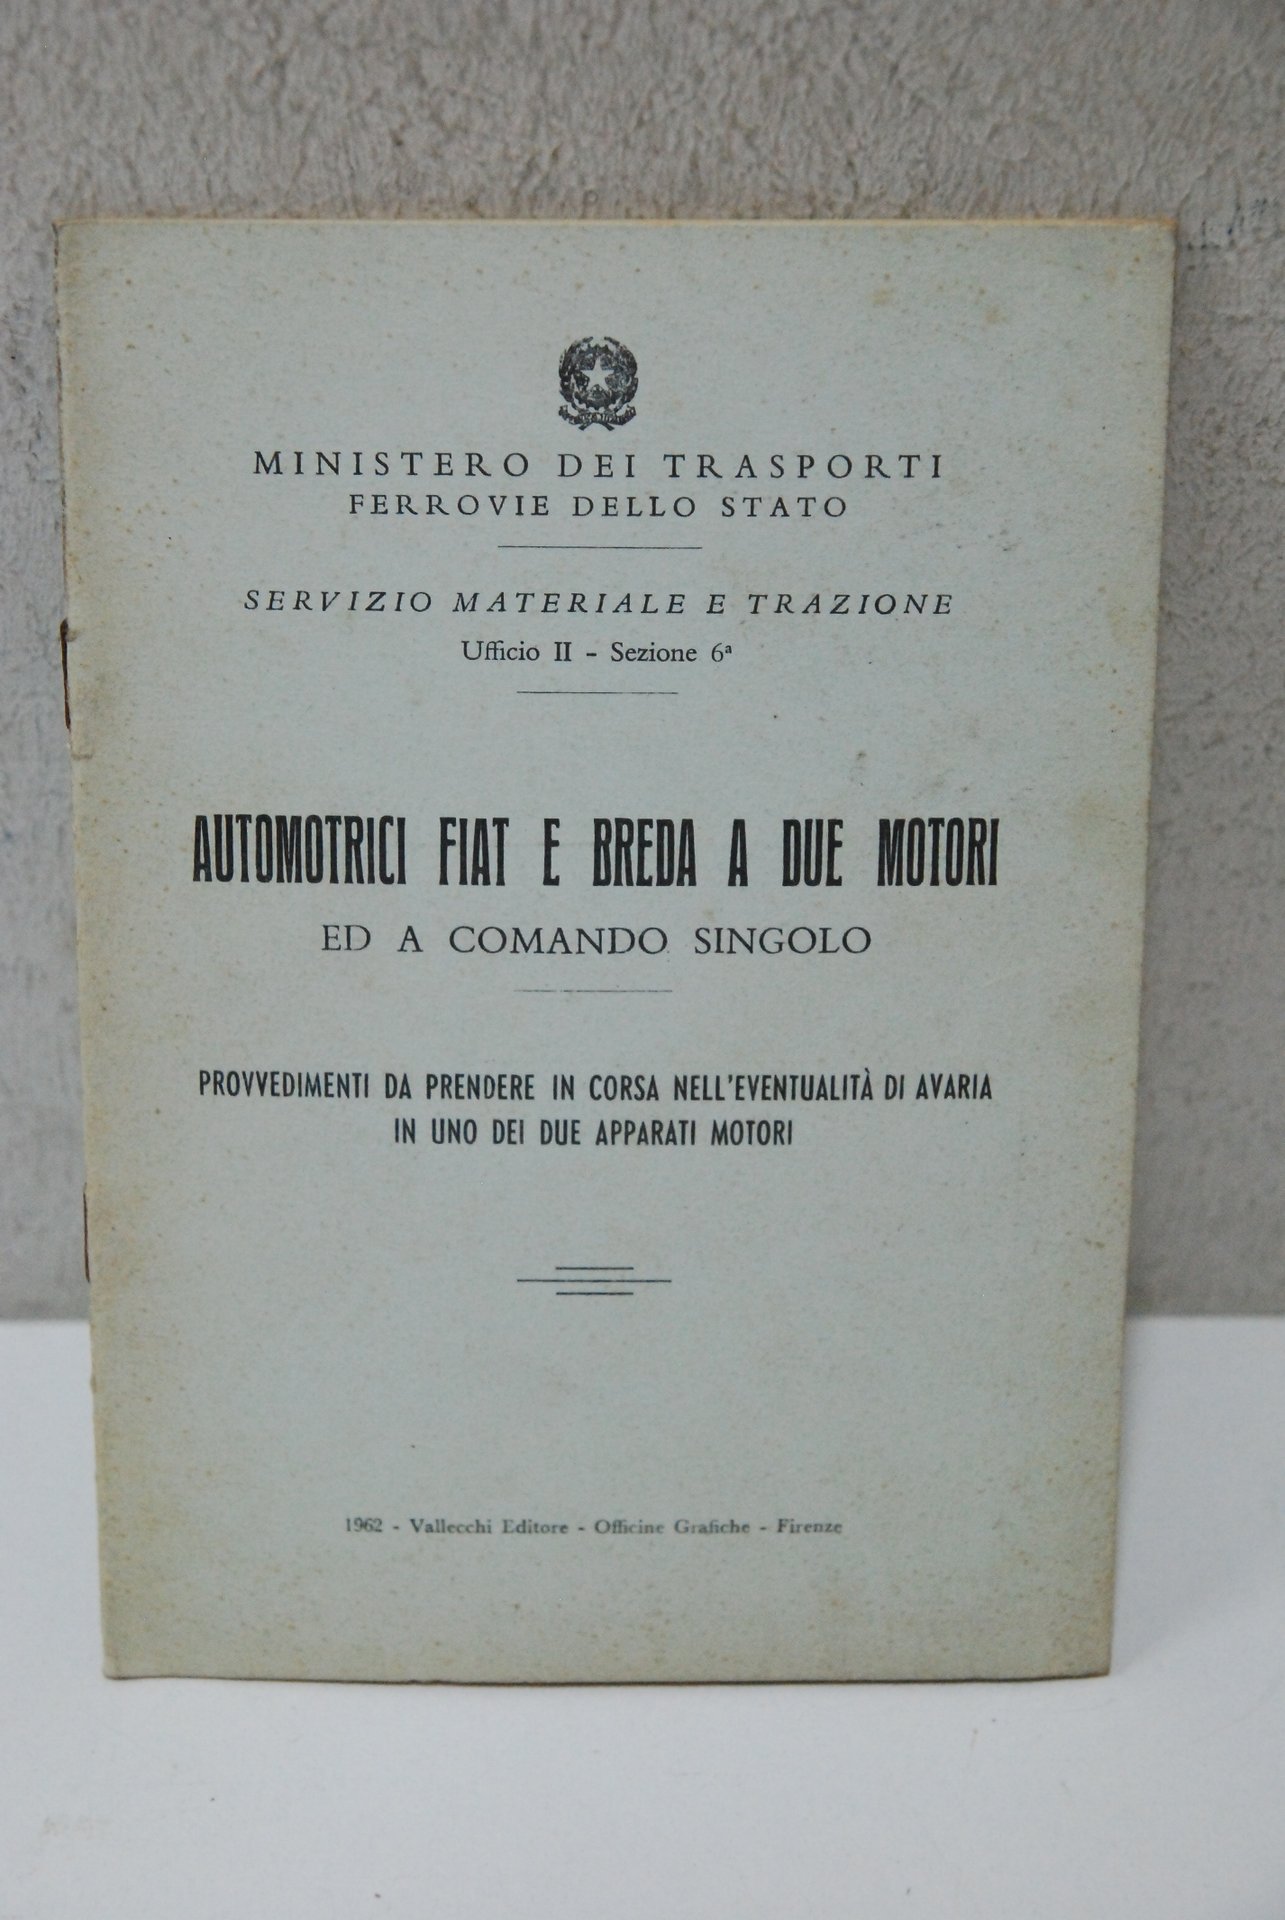 MINISTERO DEI TRASPORTI
FERROVIE DELLO STATO
SERVIZIO MATERIALE E TRAZIONE
Ufficio II - Sezione 6ª
AUTOMOTRICI FIAT E BREDA A DUE MOTORI
ED A COMANDO SINGOLO
PROVVEDIMENTI DA PRENDERE IN CORSA NELL'EVENTUALITÀ DI AVARIA
IN UNO DEI DUE APPARATI MOTORI
1962 - Vallecchi Editore - Officine Grafiche - Firenze